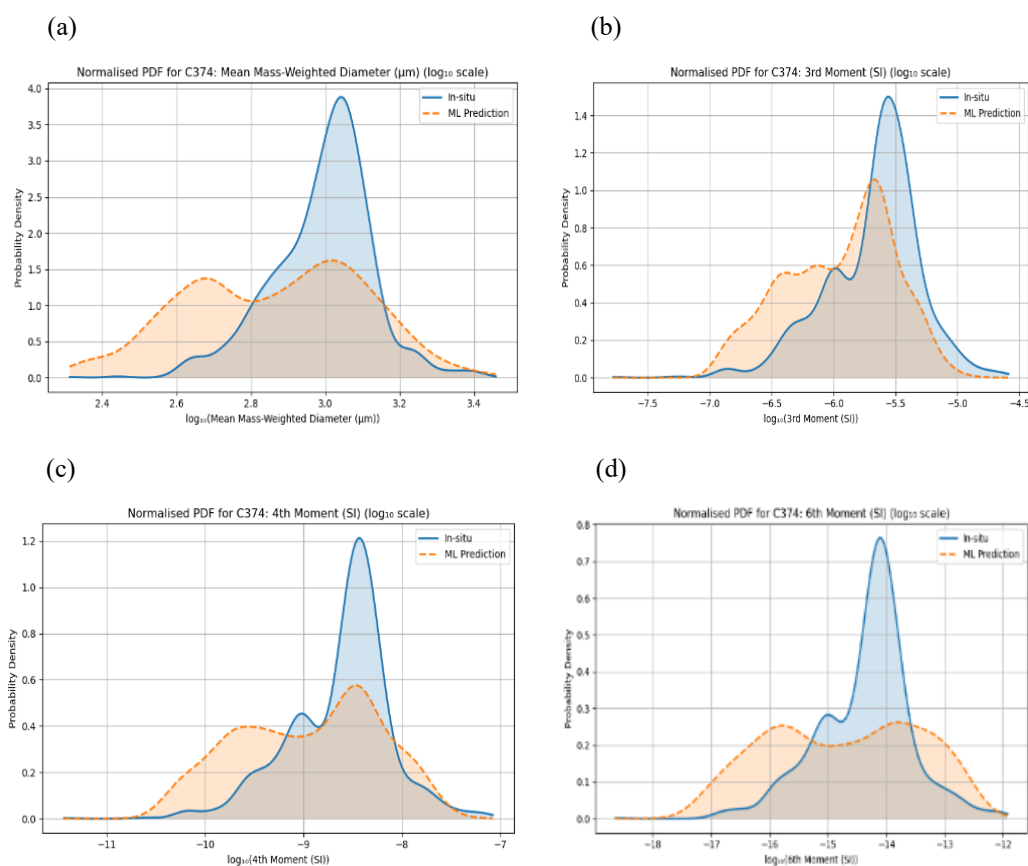 (a)
(b)
Normalised PDF for C374: Mean Mass-Weighted Diameter (μm) (log₁₀ scale)
Normalised PDF for C374: 3rd Moment (SI) (log₁₀ scale)
In-situ
ML Prediction
In-situ
ML Prediction
Probability Density
4.0
3.5
3.0
2.5
2.0
1.5
1.0
0.5
0.0
2.4 2.6 2.8 3.0 3.2 3.4
log₁₀(Mean Mass-Weighted Diameter (μm))
Probability Density
1.4
1.2
1.0
0.8
0.6
0.4
0.2
0.0
−7.5 −7.0 −6.5 −6.0 −5.5 −5.0 −4.5
log₁₀(3rd Moment (SI))
(c)
(d)
Normalised PDF for C374: 4th Moment (SI) (log₁₀ scale)
Normalised PDF for C374: 6th Moment (SI) (log₁₀ scale)
In-situ
ML Prediction
In-situ
ML Prediction
Probability Density
1.2
1.0
0.8
0.6
0.4
0.2
0.0
−11 −10 −9 −8 −7
log₁₀(4th Moment (SI))
Probability Density
0.8
0.7
0.6
0.5
0.4
0.3
0.2
0.1
0.0
−18 −17 −16 −15 −14 −13 −12
log₁₀(6th Moment (SI))